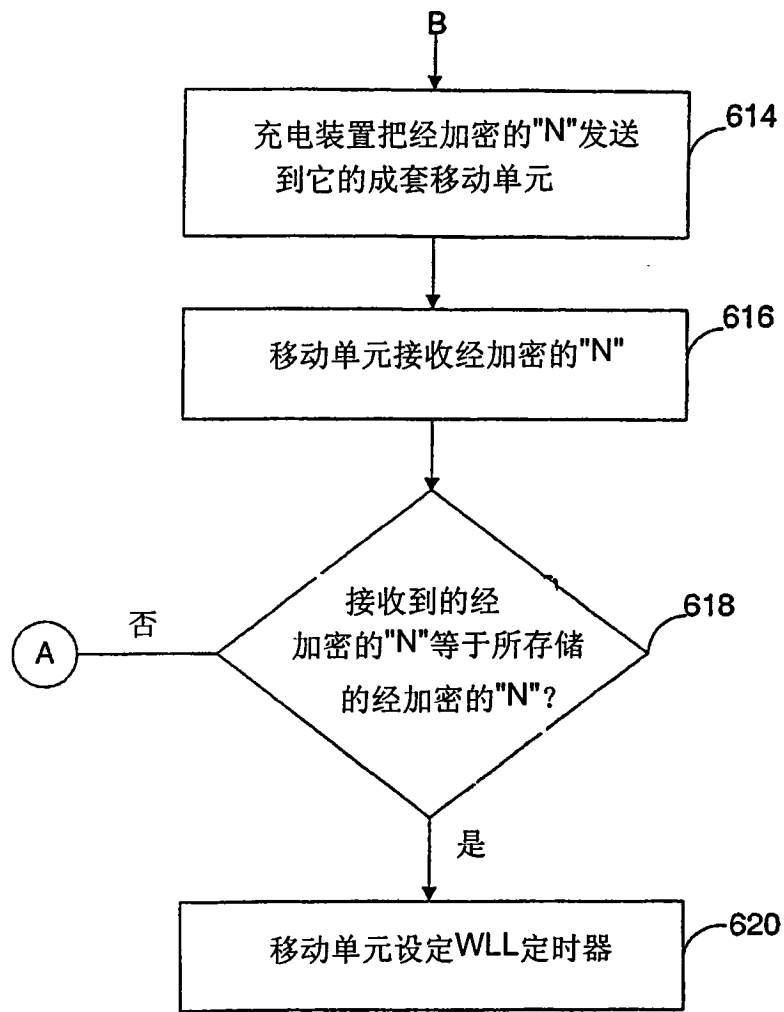 B
充电装置把经加密的"N"发送
到它的成套移动单元
614
移动单元接收经加密的"N"
616
接收到的经
加密的"N"等于所存储
的经加密的"N"?
618
否
A
是
移动单元设定WLL定时器
620